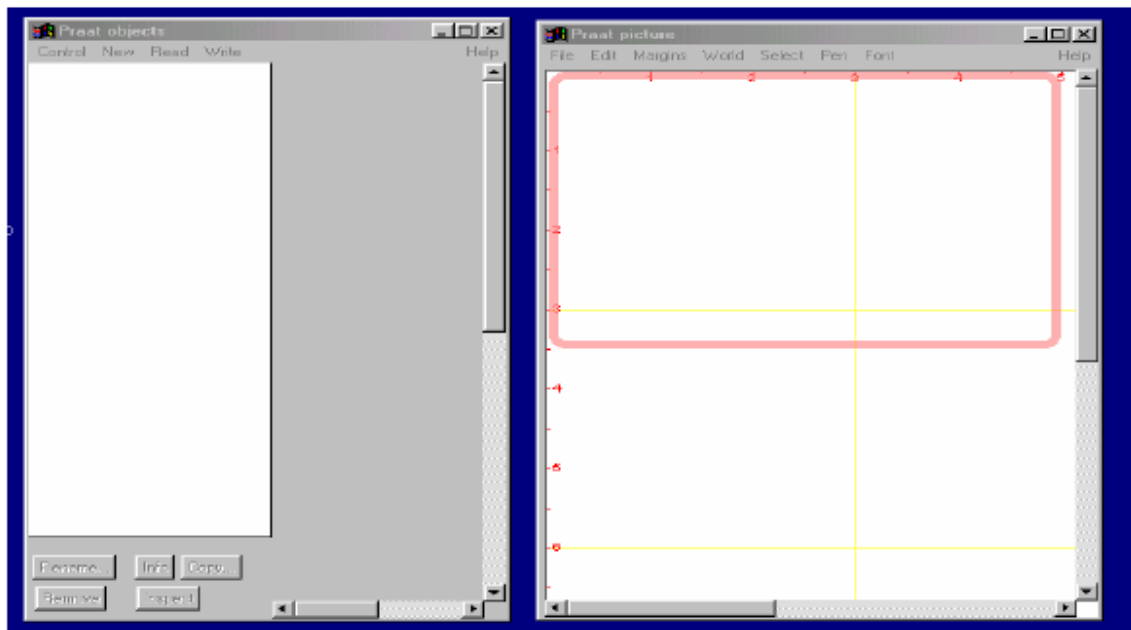 Praat objects
Control New Read Write Help
Rename... Info Copy...
Remove Inspect
Praat picture
File Edit Margins World Select Pen Font Help
1 2 3 4 5
1
2
3
4
5
6